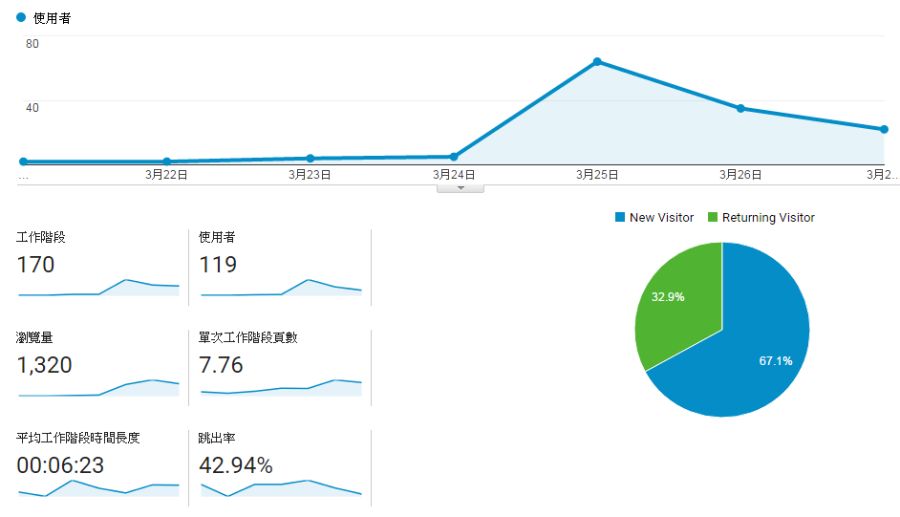 使用者
80
40
...
3月22日
3月23日
3月24日
3月25日
3月26日
3月2...
New Visitor
Returning Visitor
工作階段
170
使用者
119
32.9%
67.1%
瀏覽量
1,320
單次工作階段頁數
7.76
平均工作階段時間長度
00:06:23
跳出率
42.94%